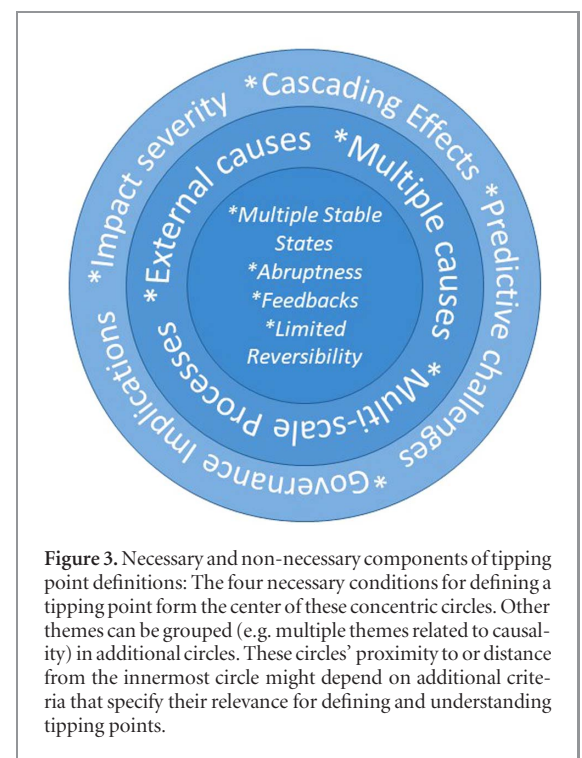 *Impact severity *Cascading Effects *Predictive challenges *Governance Implications
*External causes *Multiple causes *Multi-scale Processes
*Multiple Stable
States
*Abruptness
*Feedbacks
*Limited
Reversibility
Figure 3. Necessary and non-necessary components of tipping
point definitions: The four necessary conditions for defining a
tipping point form the center of these concentric circles. Other
themes can be grouped (e.g. multiple themes related to causal-
ity) in additional circles. These circles’ proximity to or distance
from the innermost circle might depend on additional crite-
ria that specify their relevance for defining and understanding
tipping points.